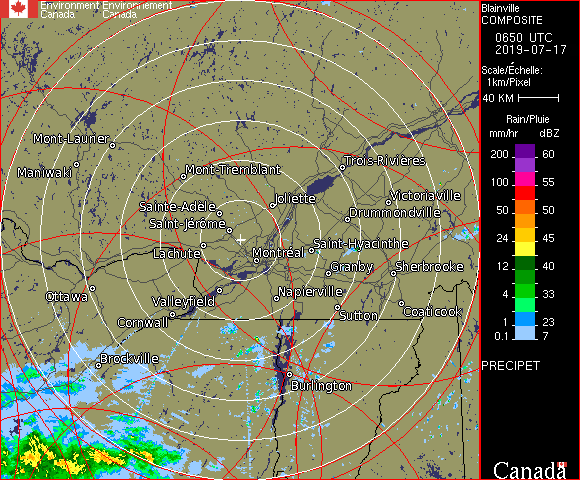 Environment Environnement
Canada Canada
Blainville
COMPOSITE
0650 UTC
2019-07-17
Scale/Échelle:
1km/Pixel
40 KM
Rain/Pluie
mm/hr dBZ
200 60
100 55
50 50
24 45
12 40
4 33
1 23
0.1 7
PRECIPET
Canada
Mont-Laurier
Maniwaki
Mont-Tremblant
Trois-Rivières
Sainte-Adèle
Joliette
Victoriaville
Drummondville
Saint-Jérôme
Lachute
Montréal
Saint-Hyacinthe
Granby
Sherbrooke
Ottawa
Valleyfield
Napierville
Cornwall
Sutton
Coaticook
Brockville
Burlington